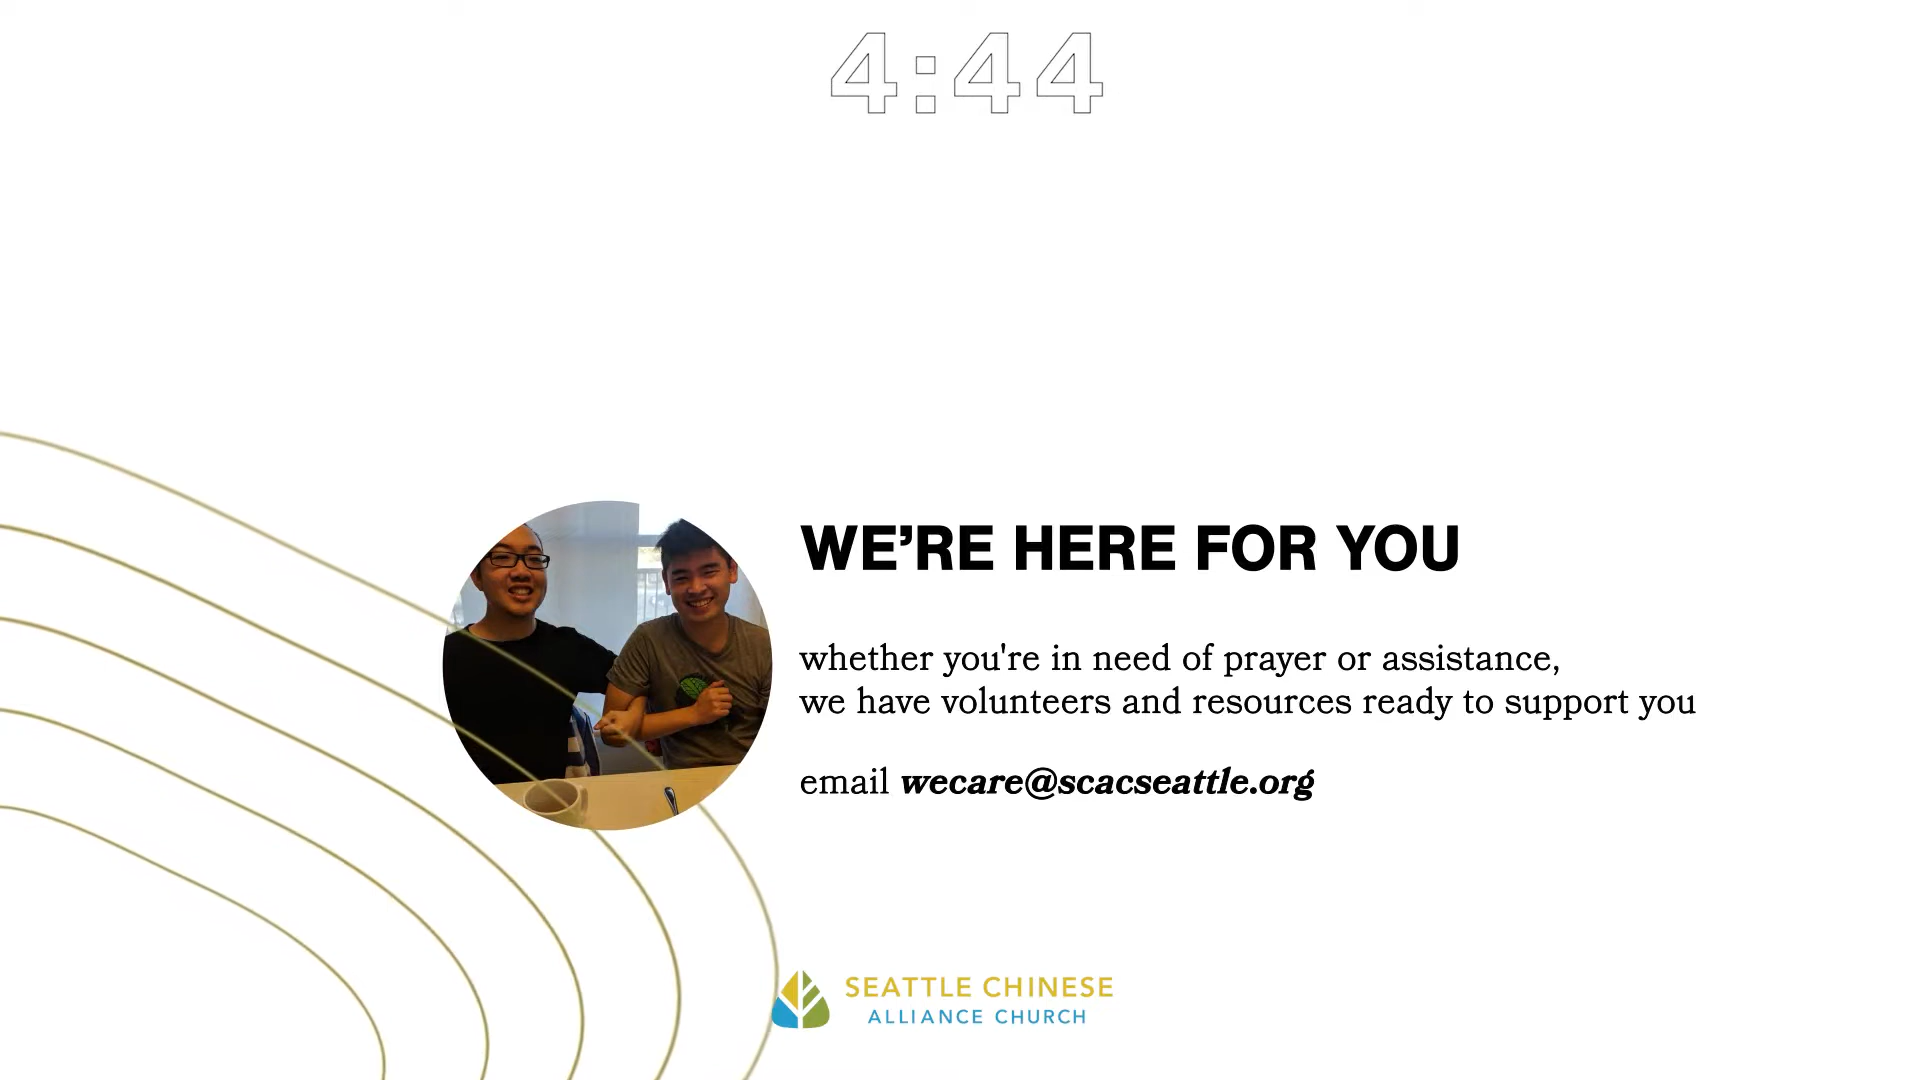 4:44
WE’RE HERE FOR YOU
whether you're in need of prayer or assistance,
we have volunteers and resources ready to support you
email wecare@scacseattle.org
SEATTLE CHINESE
ALLIANCE CHURCH